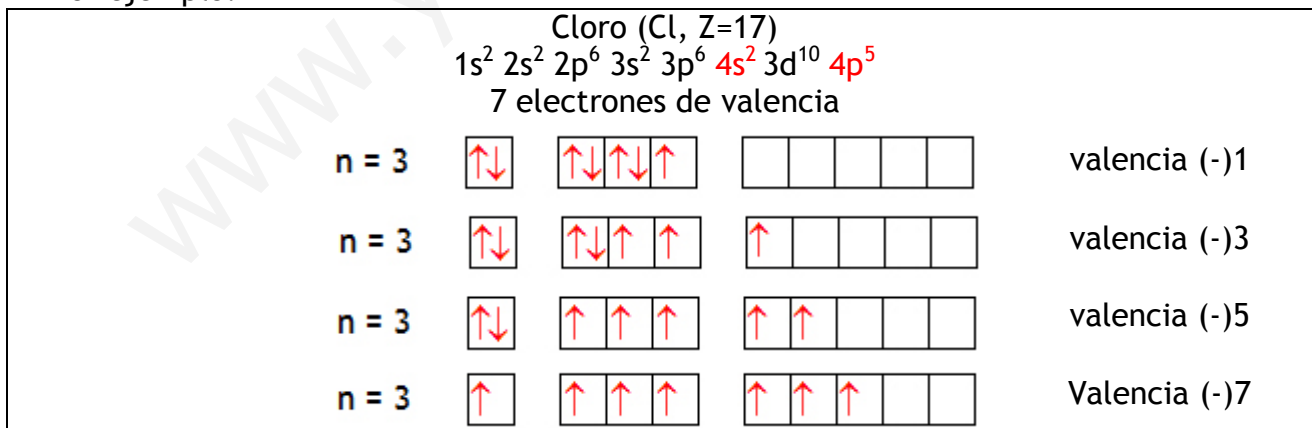 Cloro (Cl, Z=17)
1s² 2s² 2p⁶ 3s² 3p⁶ 4s² 3d¹⁰ 4p⁵
7 electrones de valencia
n = 3 ↑↓ ↑↓ ↑↓ ↑ valencia (-)1
n = 3 ↑↓ ↑↓ ↑ ↑ ↑ valencia (-)3
n = 3 ↑↓ ↑ ↑ ↑ ↑ ↑ valencia (-)5
n = 3 ↑ ↑ ↑ ↑ ↑ ↑ ↑ Valencia (-)7
www.y